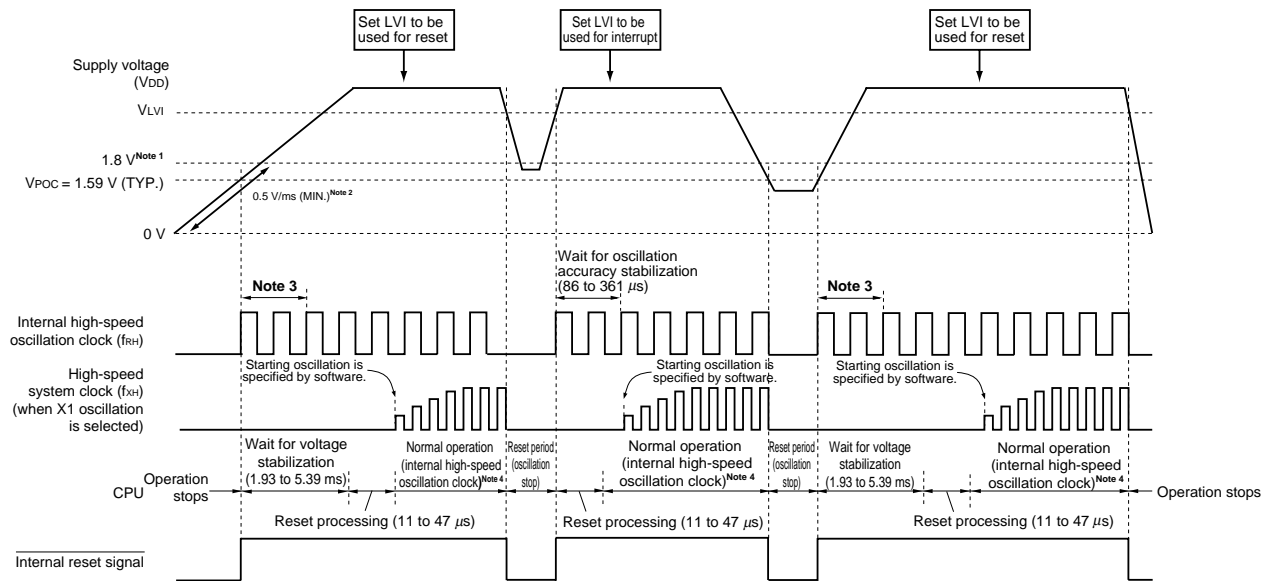 Set LVI to be
used for reset
Set LVI to be
used for interrupt
Set LVI to be
used for reset
Supply voltage
(VDD)
VLVI
1.8 V Note 1
VPOC = 1.59 V (TYP.)
0.5 V/ms (MIN.) Note 2
0 V
Wait for oscillation
accuracy stabilization
(86 to 361 μs)
Note 3
Note 3
Internal high-speed
oscillation clock (fRH)
Starting oscillation is
specified by software.
Starting oscillation is
specified by software.
Starting oscillation is
specified by software.
High-speed
system clock (fXH)
(when X1 oscillation
is selected)
Wait for voltage
stabilization
(1.93 to 5.39 ms)
Normal operation
(internal high-speed
oscillation clock) Note 4
Reset period
(oscillation
stop)
Normal operation
(internal high-speed
oscillation clock) Note 4
Reset period
(oscillation
stop)
Wait for voltage
stabilization
(1.93 to 5.39 ms)
Normal operation
(internal high-speed
oscillation clock) Note 4
Operation
stops
CPU
Operation stops
Reset processing (11 to 47 μs)
Reset processing (11 to 47 μs)
Reset processing (11 to 47 μs)
Internal reset signal